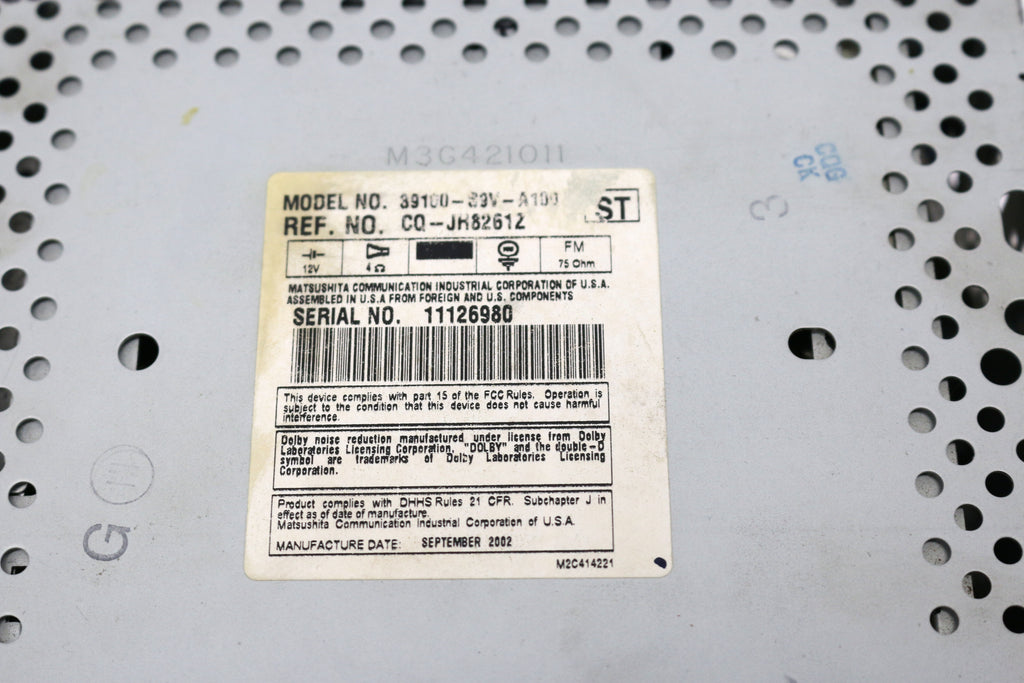 M3C421011
COG
CK
3
MODEL NO. 39100-S9V-A100
ST
REF. NO. CQ-JH8261Z
12V
4Ω
FM
75 Ohm
MATSUSHITA COMMUNICATION INDUSTRIAL CORPORATION OF U.S.A.
ASSEMBLED IN U.S.A FROM FOREIGN AND U.S. COMPONENTS
SERIAL NO. 11126980
This device complies with part 15 of the FCC Rules. Operation is
subject to the condition that this device does not cause harmful
interference.
Dolby noise reduction manufactured under license from Dolby
Laboratories Licensing Corporation. "DOLBY" and the double-D
symbol are trademarks of Dolby Laboratories Licensing
Corporation.
Product complies with DHHS Rules 21 CFR. Subchapter J in
effect as of date of manufacture.
Matsushita Communication Industrial Corporation of U.S.A.
MANUFACTURE DATE: SEPTEMBER 2002
M2C414221
G